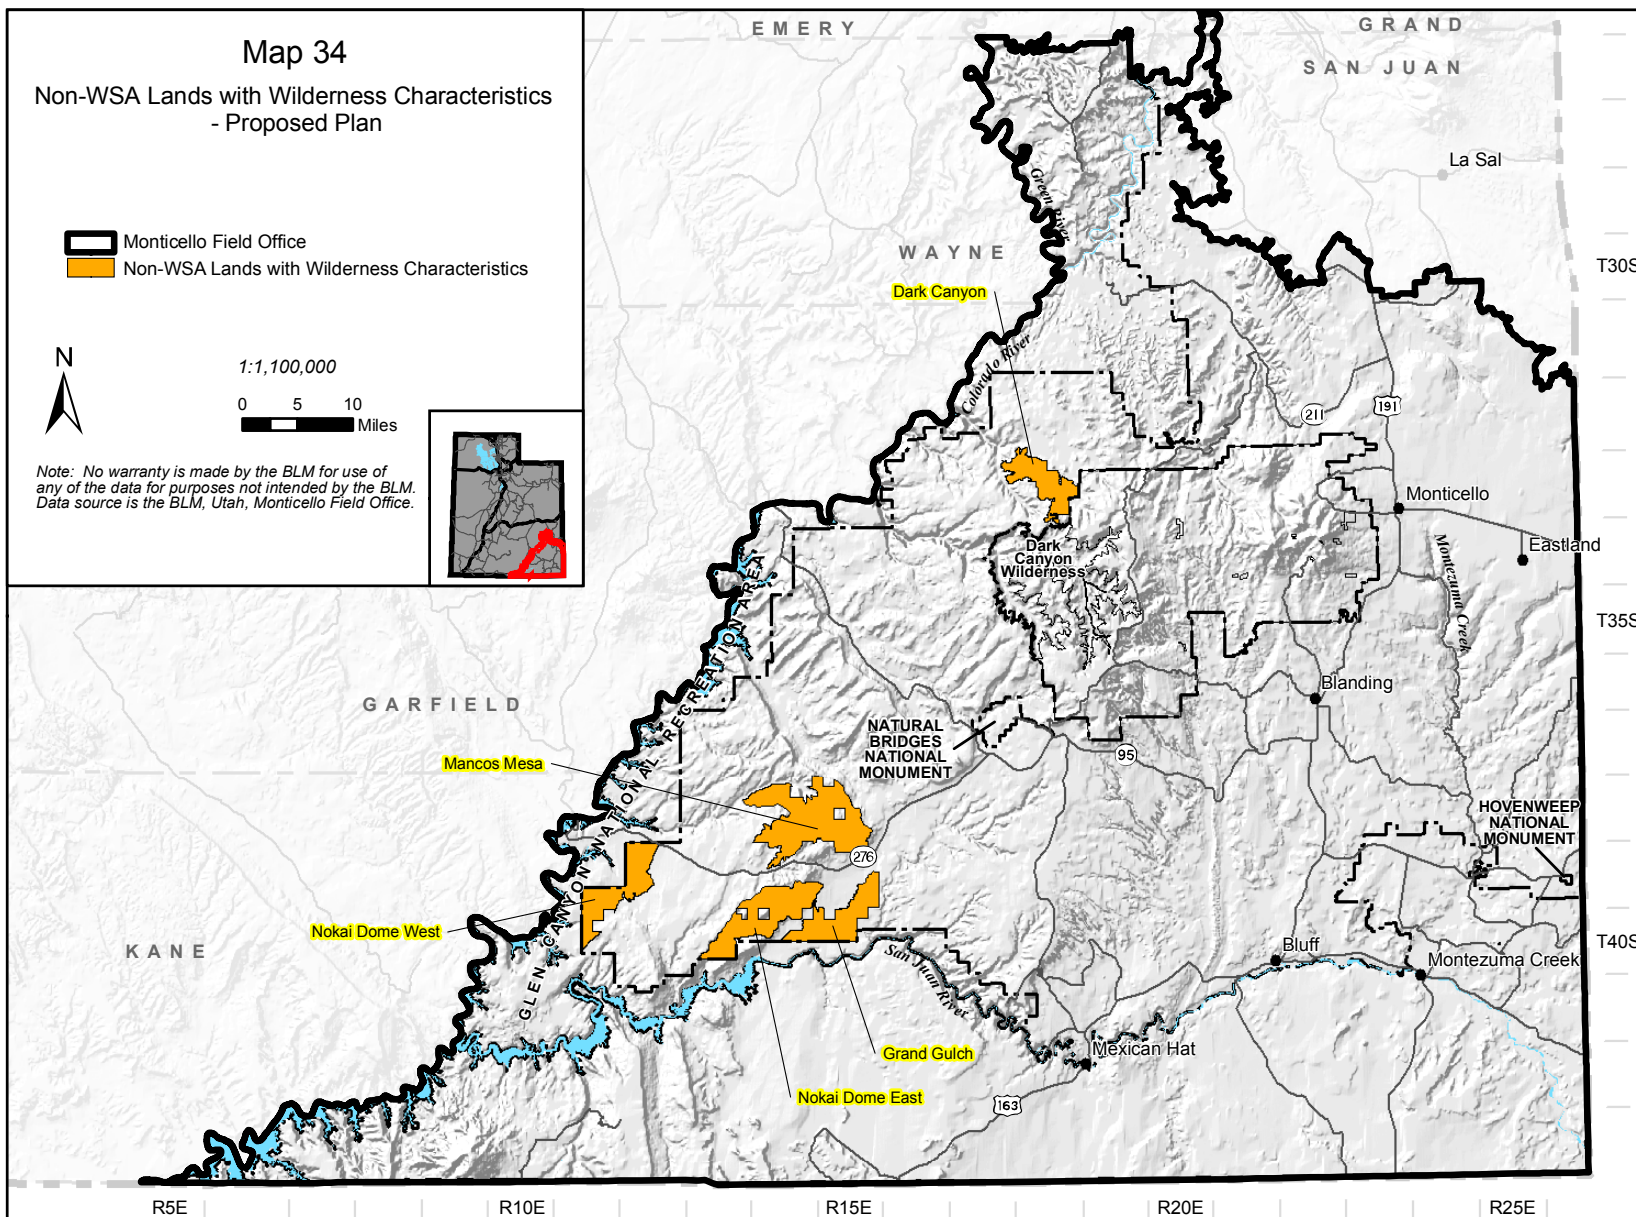 Map 34
Non-WSA Lands with Wilderness Characteristics
- Proposed Plan
Monticello Field Office
Non-WSA Lands with Wilderness Characteristics
N
1:1,100,000
0 5 10
Miles
Note: No warranty is made by the BLM for use of
any of the data for purposes not intended by the BLM.
Data source is the BLM, Utah, Monticello Field Office.
EMERY
GRAND
SAN JUAN
La Sal
Green River
WAYNE
T30S
Dark Canyon
Colorado River
211
191
Monticello
Eastland
Dark
Canyon
Wilderness
Montezuma Creek
T35S
GLEN CANYON NATIONAL RECREATION AREA
Blanding
GARFIELD
NATURAL
BRIDGES
NATIONAL
MONUMENT
95
Mancos Mesa
HOVENWEEP
NATIONAL
MONUMENT
276
Nokai Dome West
KANE
T40S
Bluff
Montezuma Creek
San Juan River
Grand Gulch
Mexican Hat
Nokai Dome East
163
R5E
R10E
R15E
R20E
R25E